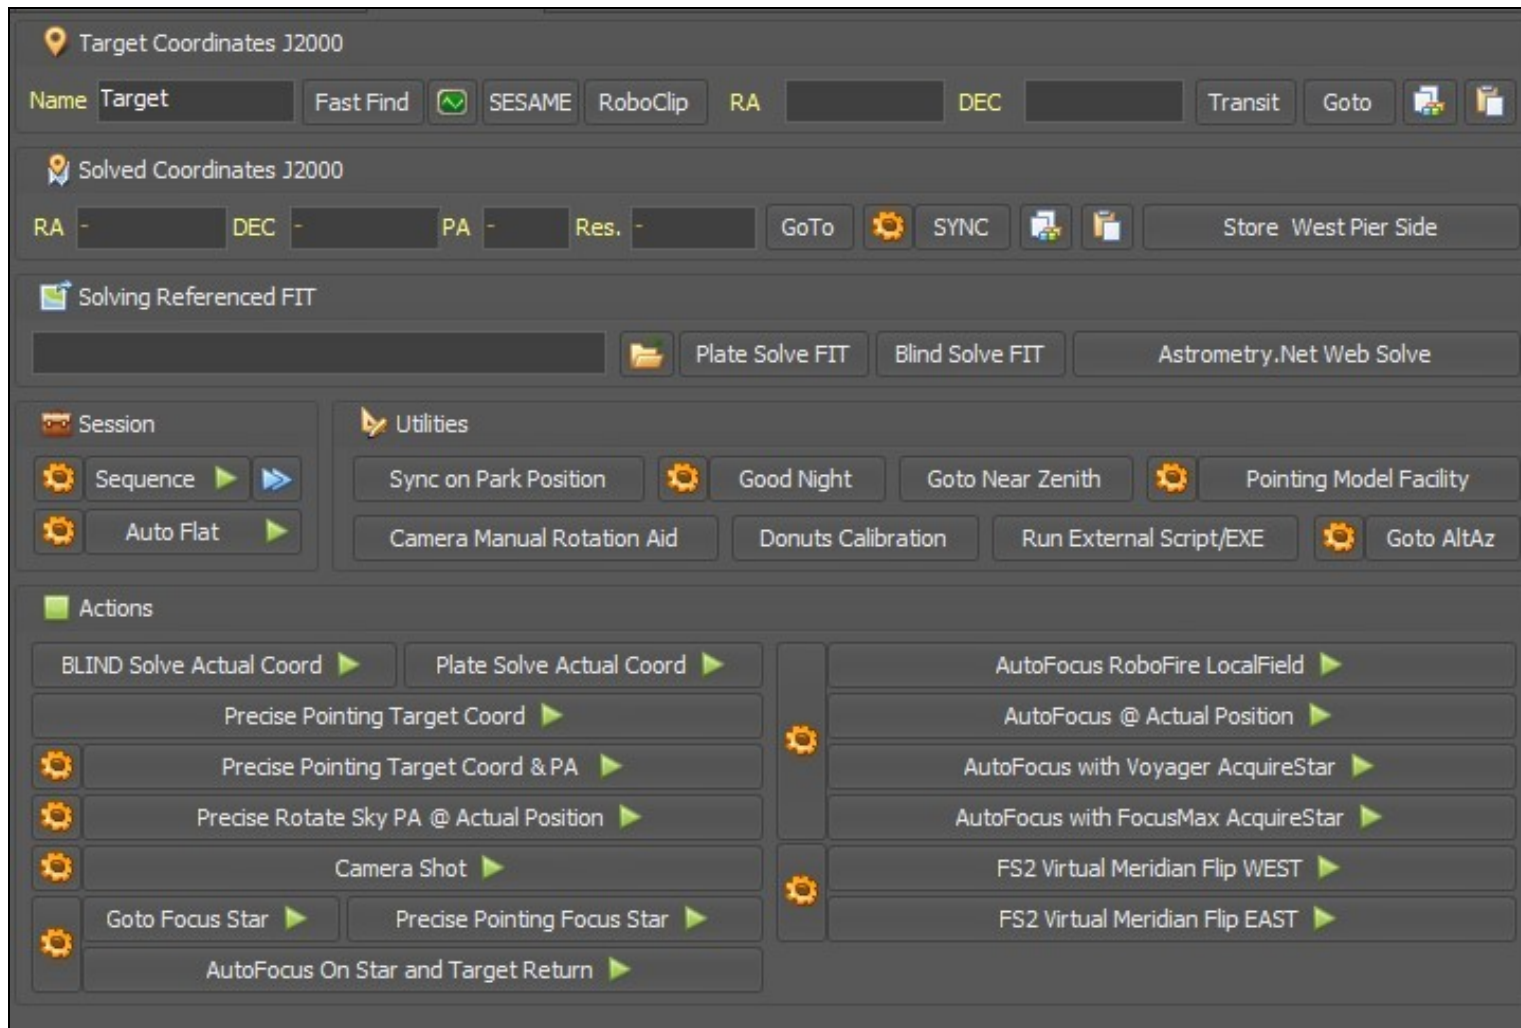 Target Coordinates J2000
Name Target Fast Find SESAME RoboClip RA DEC Transit Goto
Solved Coordinates J2000
RA - DEC - PA - Res. - GoTo SYNC Store West Pier Side
Solving Referenced FIT
Plate Solve FIT Blind Solve FIT Astrometry.Net Web Solve
Session Utilities
Sequence Sync on Park Position Good Night Goto Near Zenith Pointing Model Facility
Auto Flat Camera Manual Rotation Aid Donuts Calibration Run External Script/EXE Goto AltAz
Actions
BLIND Solve Actual Coord Plate Solve Actual Coord AutoFocus RoboFire LocalField
Precise Pointing Target Coord AutoFocus @ Actual Position
Precise Pointing Target Coord & PA AutoFocus with Voyager AcquireStar
Precise Rotate Sky PA @ Actual Position AutoFocus with FocusMax AcquireStar
Camera Shot FS2 Virtual Meridian Flip WEST
Goto Focus Star Precise Pointing Focus Star FS2 Virtual Meridian Flip EAST
AutoFocus On Star and Target Return